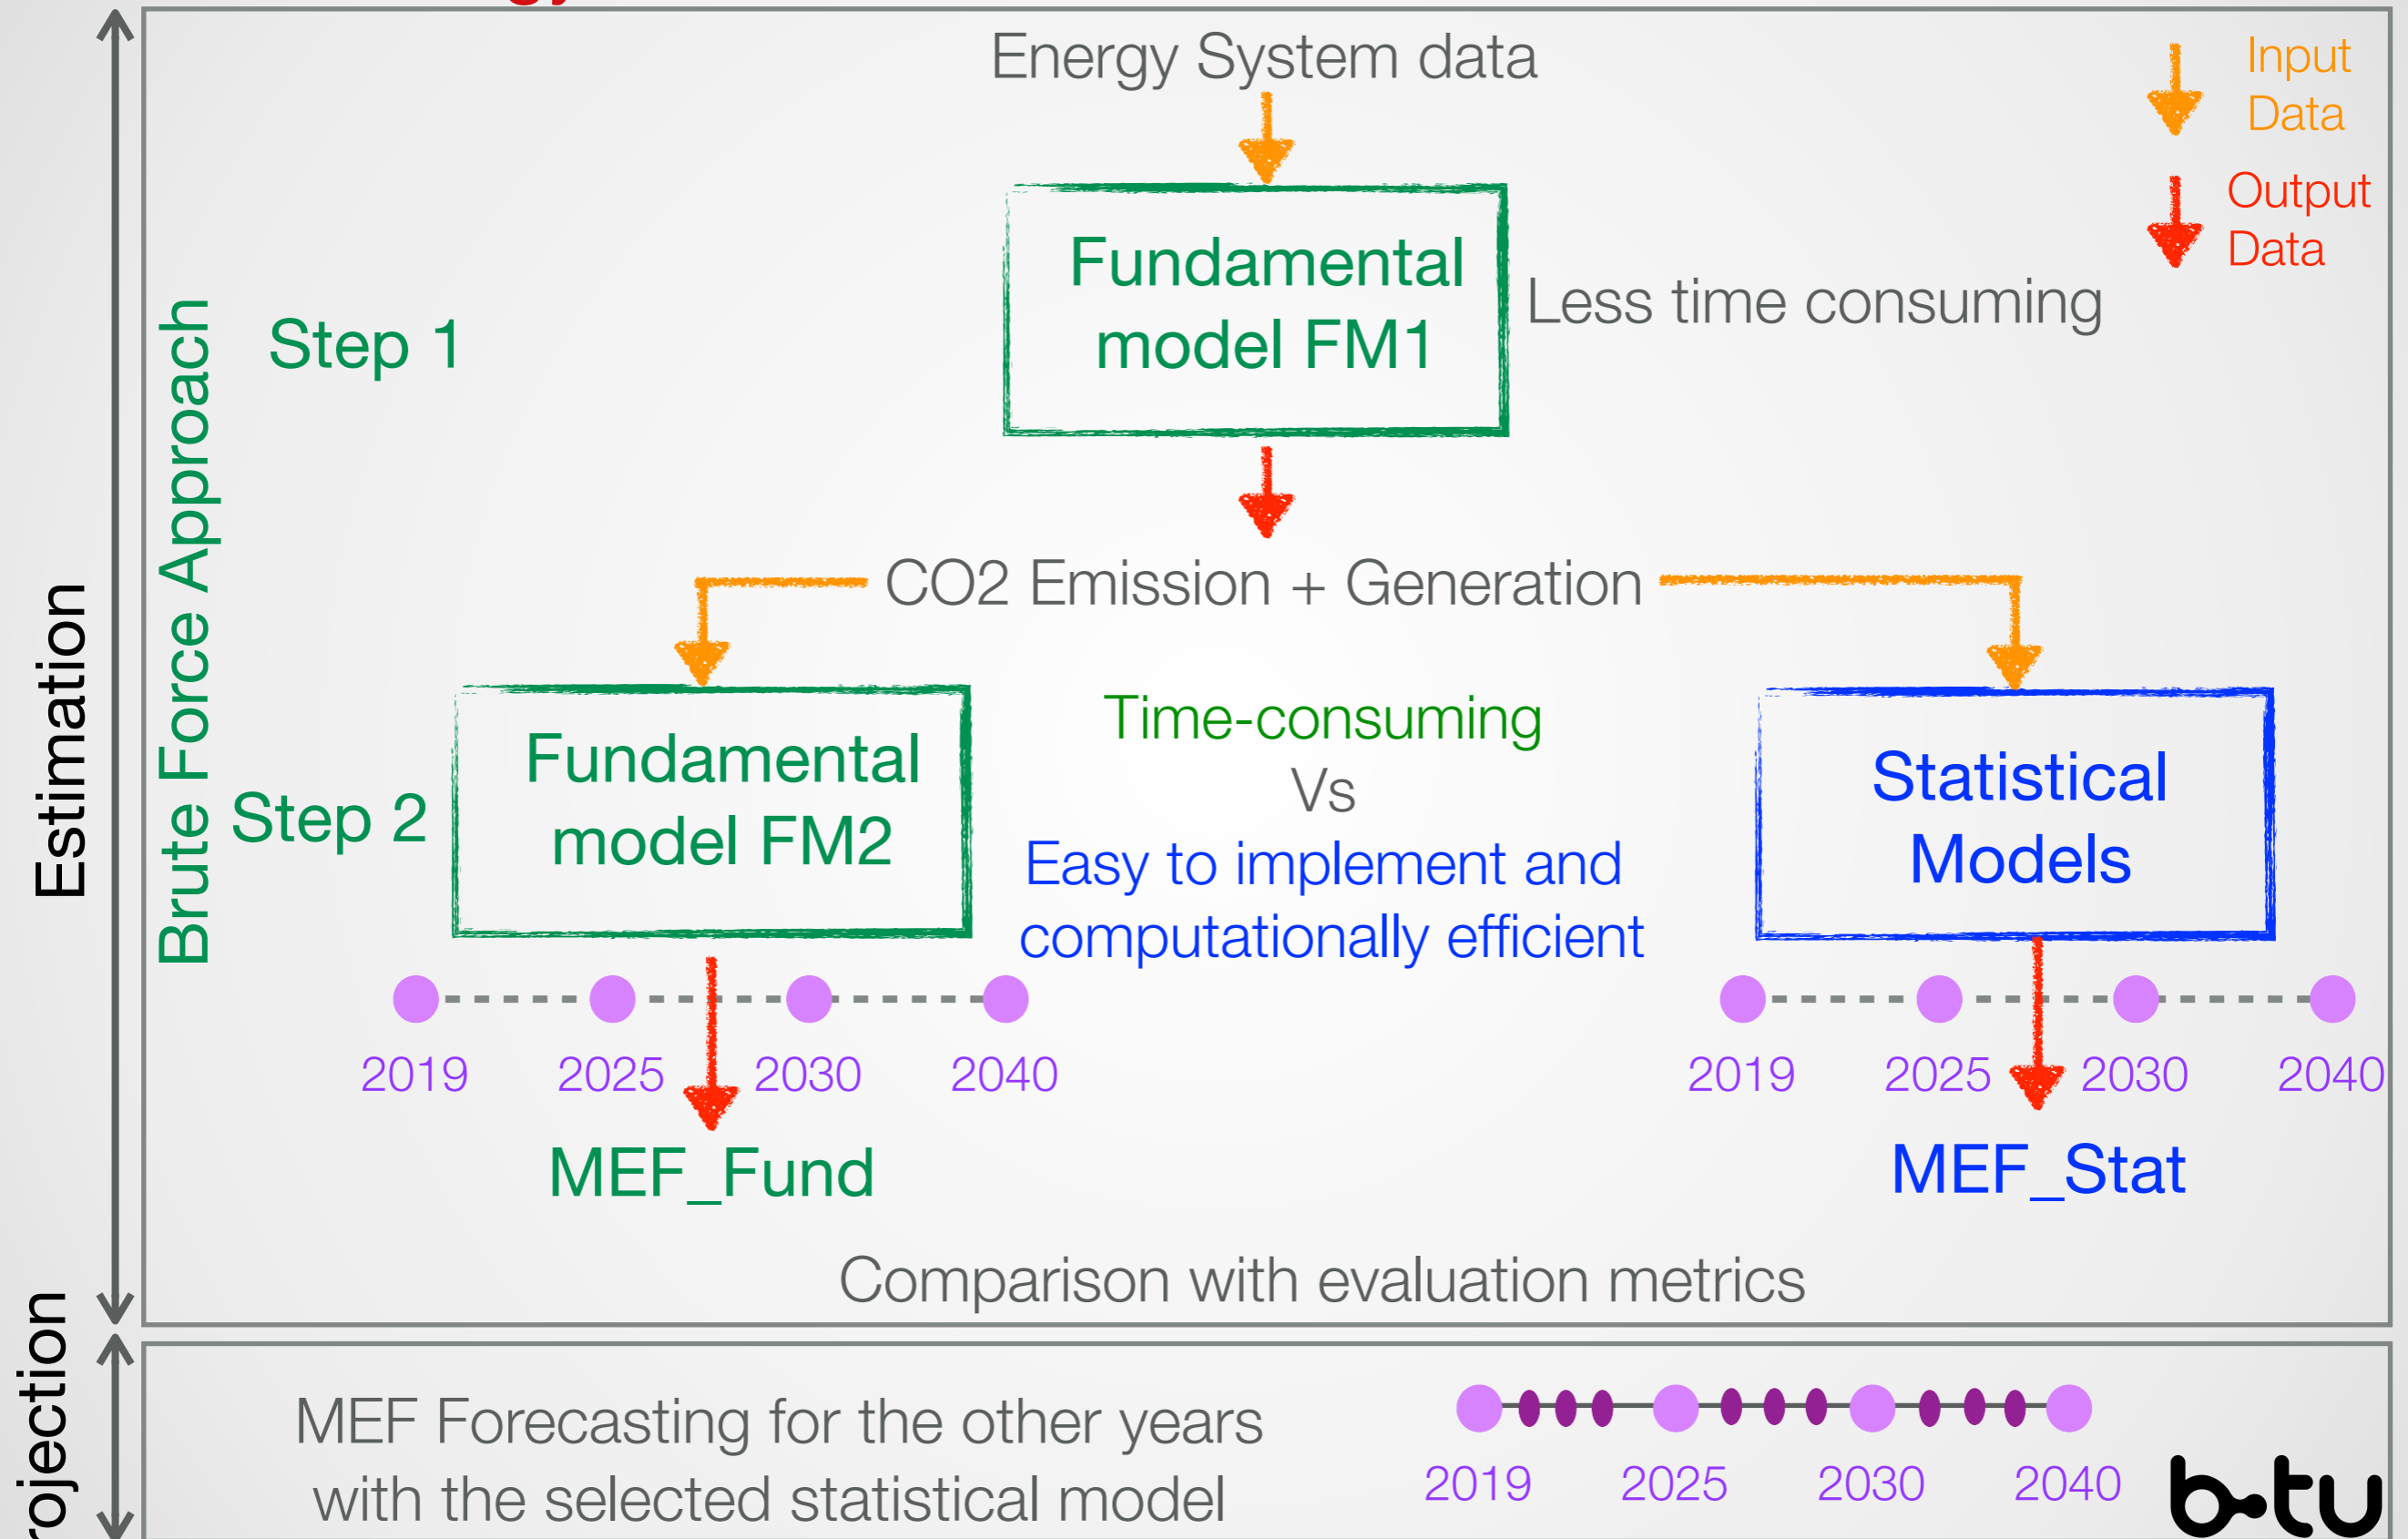 Energy System data
Input
Data
Output
Data
Fundamental
model FM1
Less time consuming
Step 1
Brute Force Approach
Estimation
CO2 Emission + Generation
Fundamental
model FM2
Step 2
Time-consuming
Vs
Easy to implement and
computationally efficient
Statistical
Models
2019 2025 2030 2040
2019 2025 2030 2040
MEF_Fund
MEF_Stat
Comparison with evaluation metrics
MEF Forecasting for the other years
with the selected statistical model
2019 2025 2030 2040
b-tu